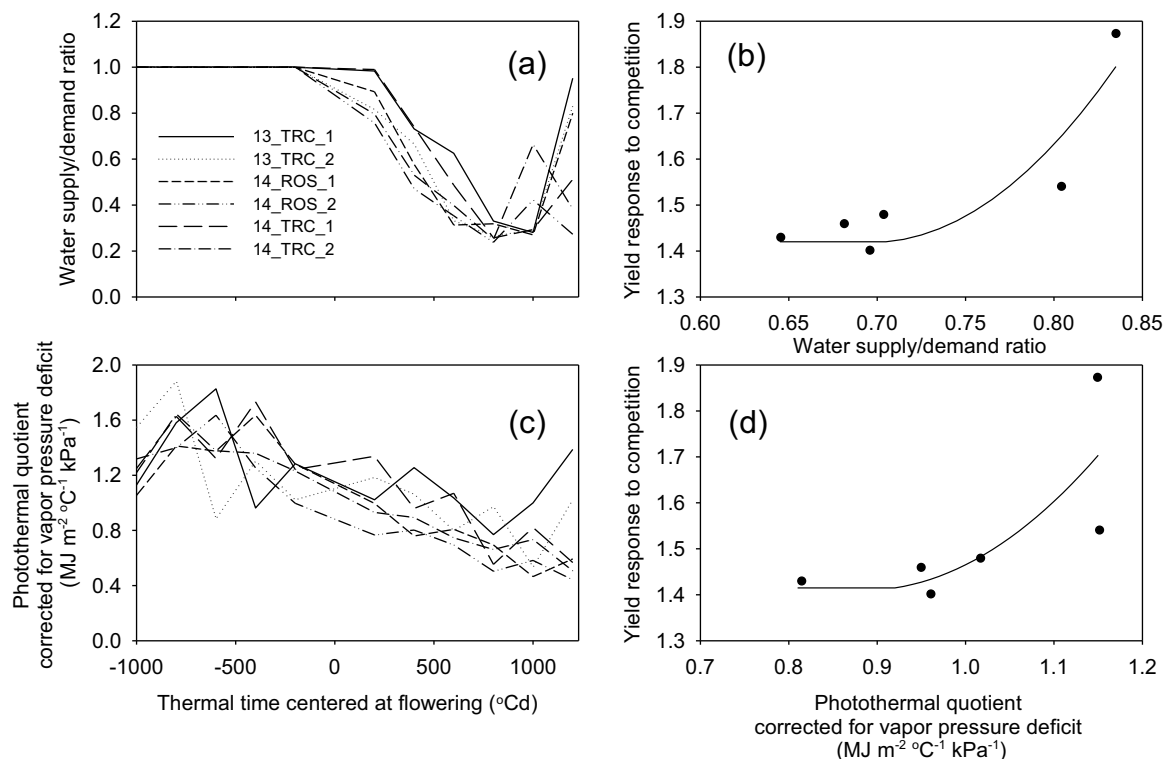 (a)
Water supply/demand ratio
1.2
1.0
0.8
0.6
0.4
0.2
0.0
13_TRC_1
13_TRC_2
14_ROS_1
14_ROS_2
14_TRC_1
14_TRC_2
(b)
Yield response to competition
1.9
1.8
1.7
1.6
1.5
1.4
1.3
0.60 0.65 0.70 0.75 0.80 0.85
Water supply/demand ratio
(c)
Photothermal quotient
corrected for vapor pressure deficit
(MJ m⁻² ᵒC⁻¹ kPa⁻¹)
2.0
1.6
1.2
0.8
0.4
0.0
-1000 -500 0 500 1000
Thermal time centered at flowering (ᵒCd)
(d)
Yield response to competition
1.9
1.8
1.7
1.6
1.5
1.4
1.3
0.7 0.8 0.9 1.0 1.1 1.2
Photothermal quotient
corrected for vapor pressure deficit
(MJ m⁻² ᵒC⁻¹ kPa⁻¹)